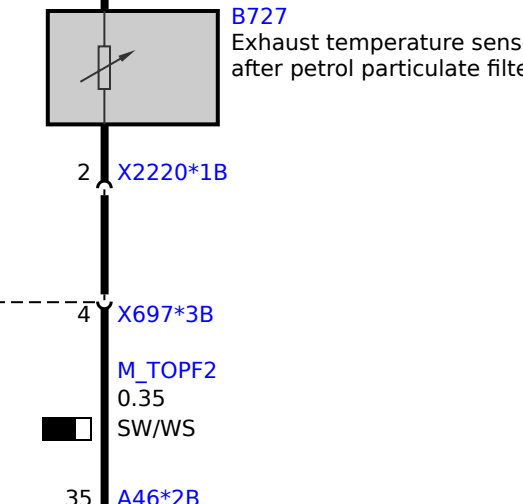 B727
Exhaust temperature sens
after petrol particulate filte
2 X2220*1B
4 X697*3B
M_TOPF2
0.35
SW/WS
35 A46*2B